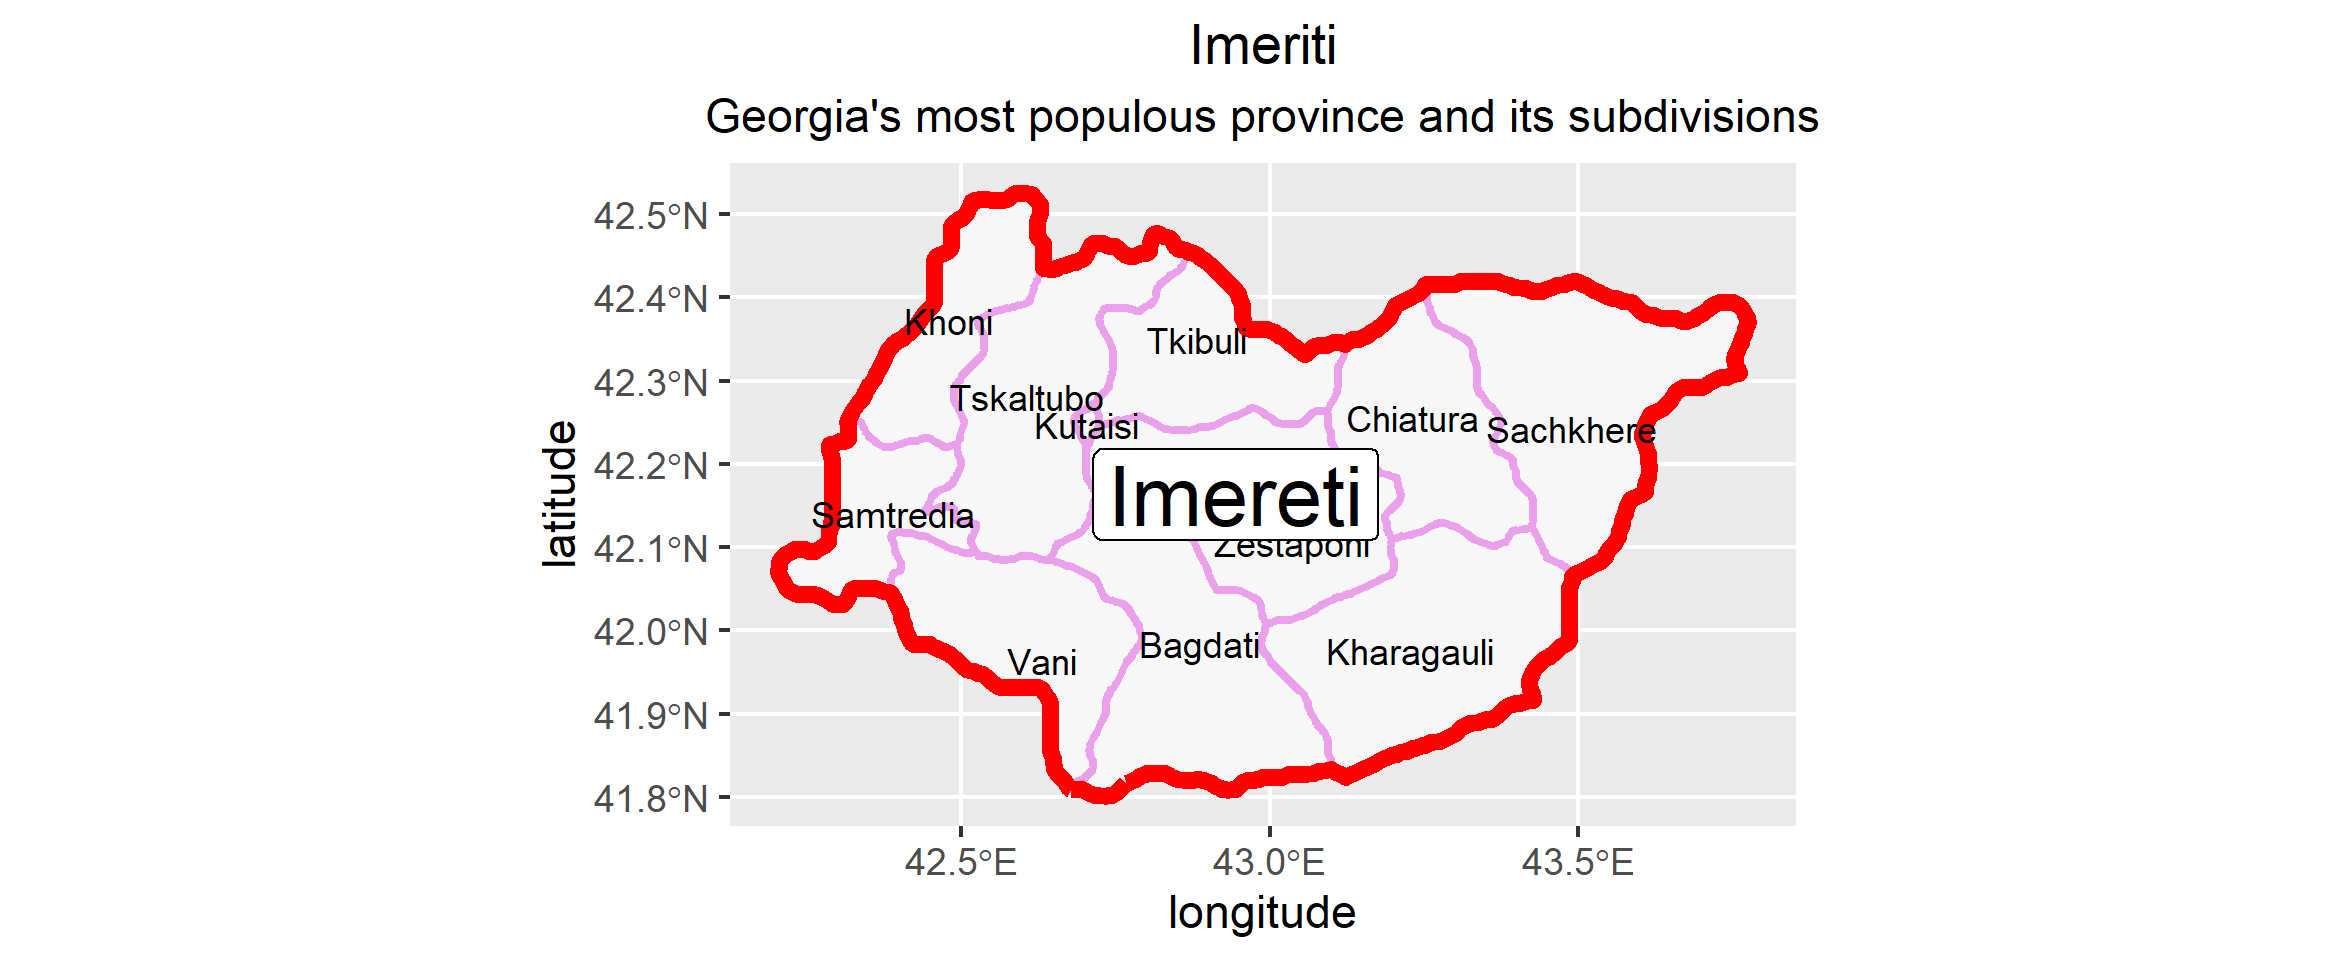 Imeriti
Georgia's most populous province and its subdivisions
42.5°N
42.4°N
Khoni
Tkibuli
42.3°N
Tskaltubo
Kutaisi
Chiatura
Sachkhere
42.2°N
Imereti
Samtredia
42.1°N
Zestaponi
42.0°N
Bagdati
Kharagauli
Vani
41.9°N
41.8°N
latitude
42.5°E
43.0°E
43.5°E
longitude